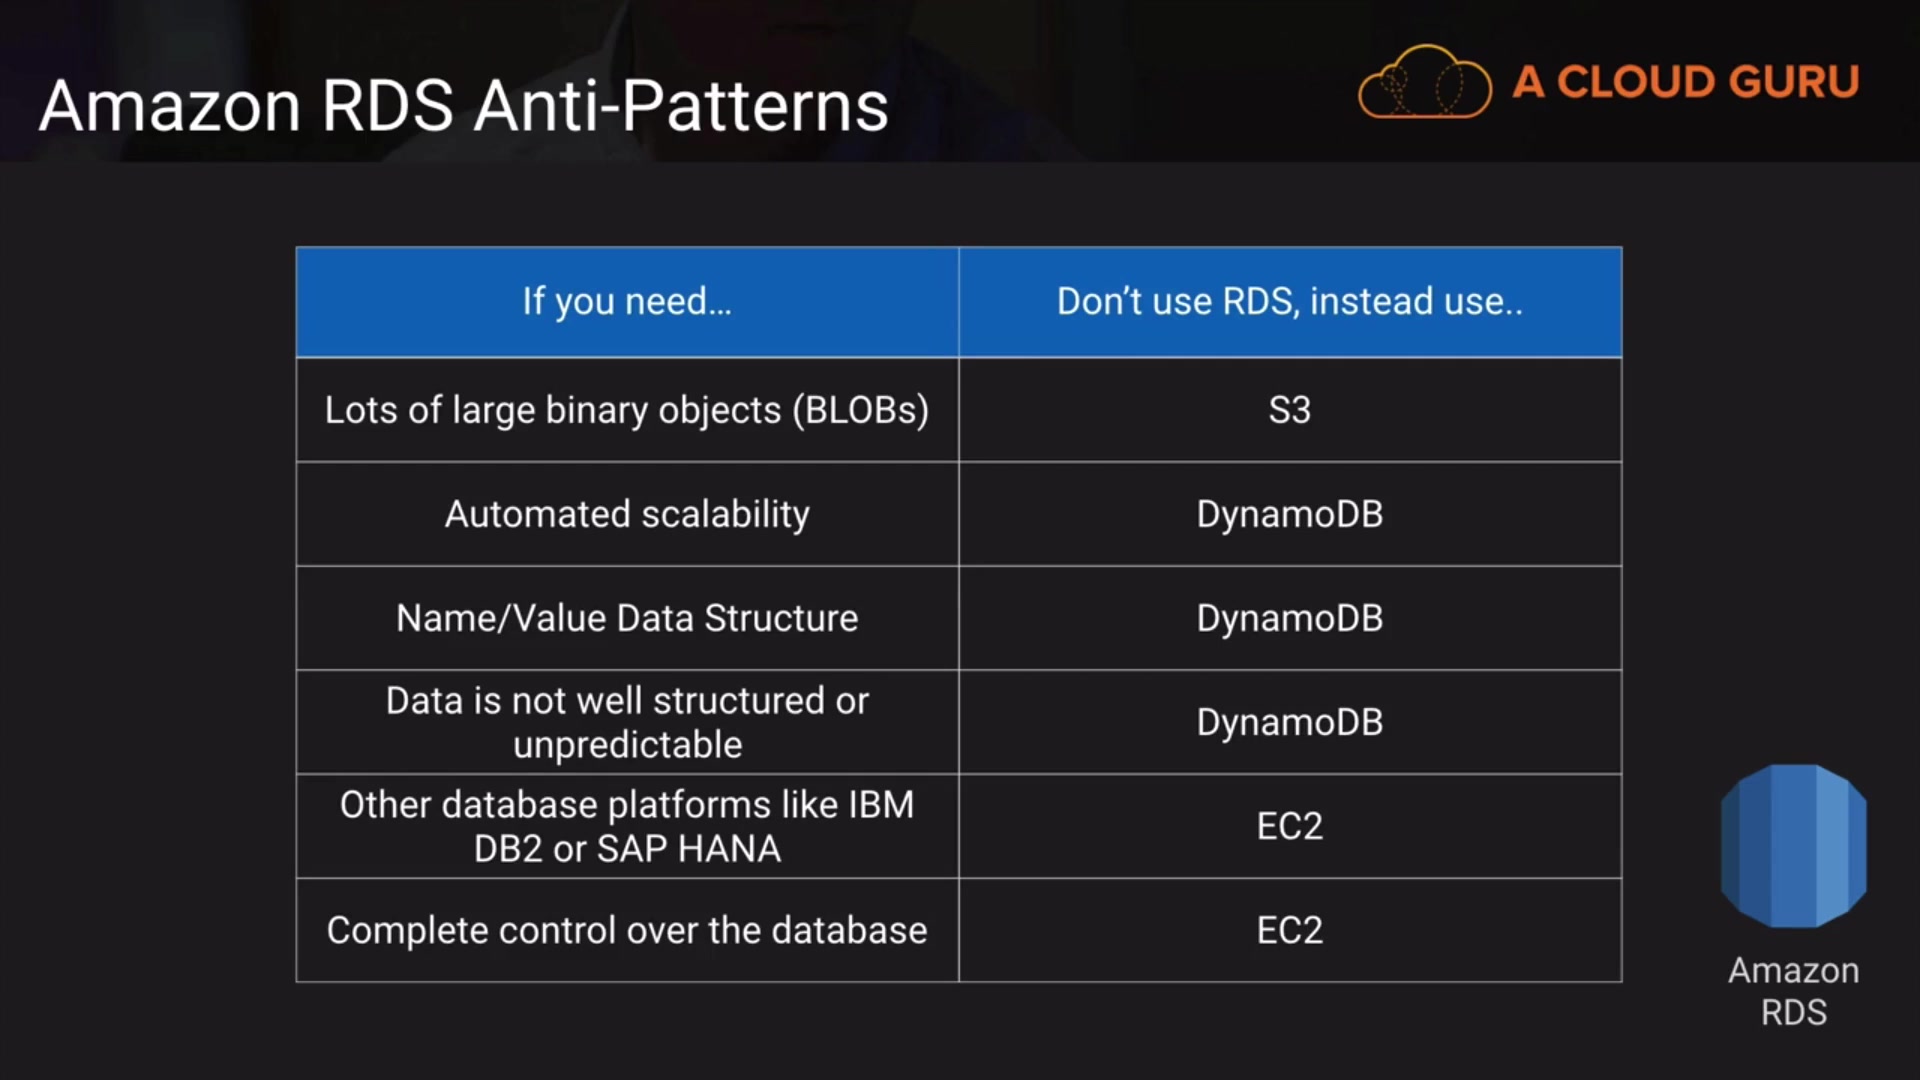 Amazon RDS Anti-Patterns
A CLOUD GURU
If you need...
Don't use RDS, instead use..
Lots of large binary objects (BLOBs)
S3
Automated scalability
DynamoDB
Name/Value Data Structure
DynamoDB
Data is not well structured or
unpredictable
DynamoDB
Other database platforms like IBM
DB2 or SAP HANA
EC2
Complete control over the database
EC2
Amazon
RDS